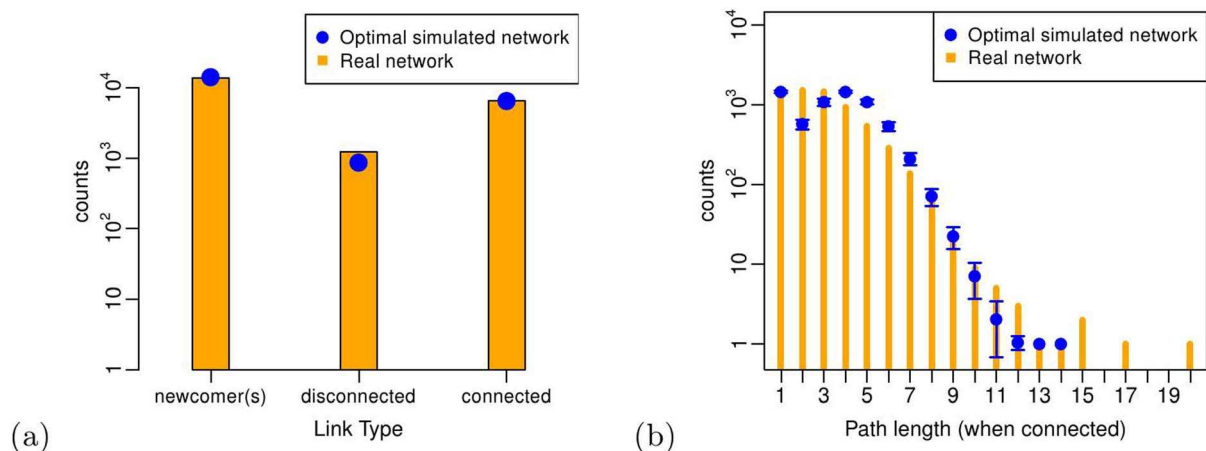 Optimal simulated network
Real network
counts
10^4
10^3
10^2
10
1
newcomer(s) disconnected connected
Link Type
(a)
Optimal simulated network
Real network
counts
10^4
10^3
10^2
10
1
1 3 5 7 9 11 13 15 17 19
Path length (when connected)
(b)